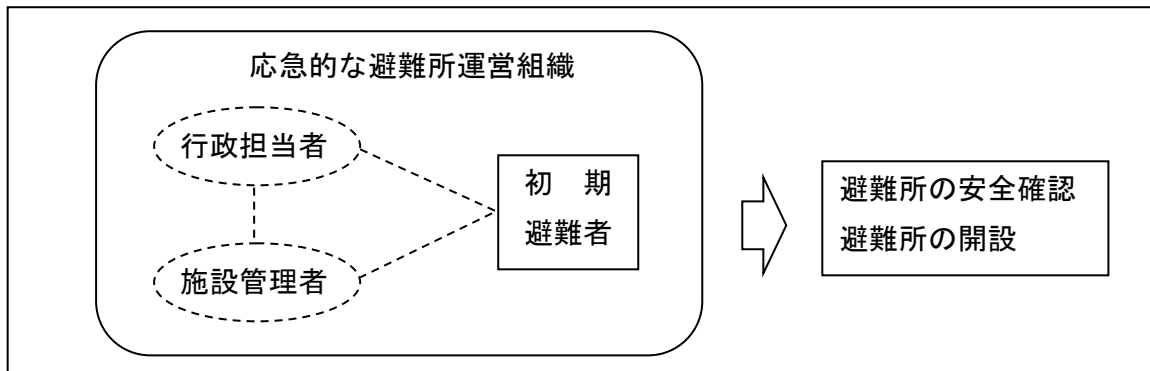 応急的な避難所運営組織
行政担当者
施設管理者
初　期
避難者
避難所の安全確認
避難所の開設